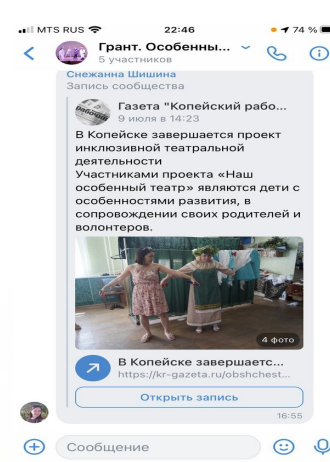 MTS RUS 22:46 74 %
Грант. Особенны...
5 участников
Снежанна Шишина
Запись сообщества
Газета "Копейский рабо...
9 июля в 14:23
В Копейске завершается проект
инклюзивной театральной
деятельности
Участниками проекта «Наш
особенный театр» являются дети с
особенностями развития, в
сопровождении своих родителей и
волонтеров.
4 фото
В Копейске завершаетс...
https://kr-gazeta.ru/obshchest...
Открыть запись
16:55
Сообщение